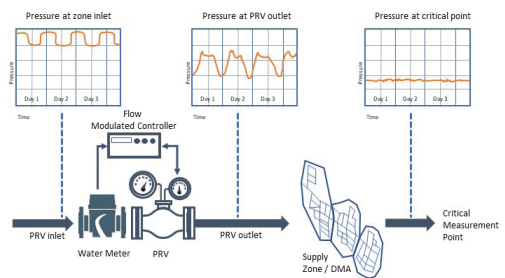 Pressure at zone inlet
Pressure at PRV outlet
Pressure at critical point
Pressure
Day 1
Day 2
Day 3
Time
Pressure
Day 1
Day 2
Day 3
Time
Pressure
Day 1
Day 2
Day 3
Time
Flow
Modulated Controller
PRV inlet
Water Meter
PRV
PRV outlet
Supply
Zone / DMA
Critical
Measurement
Point